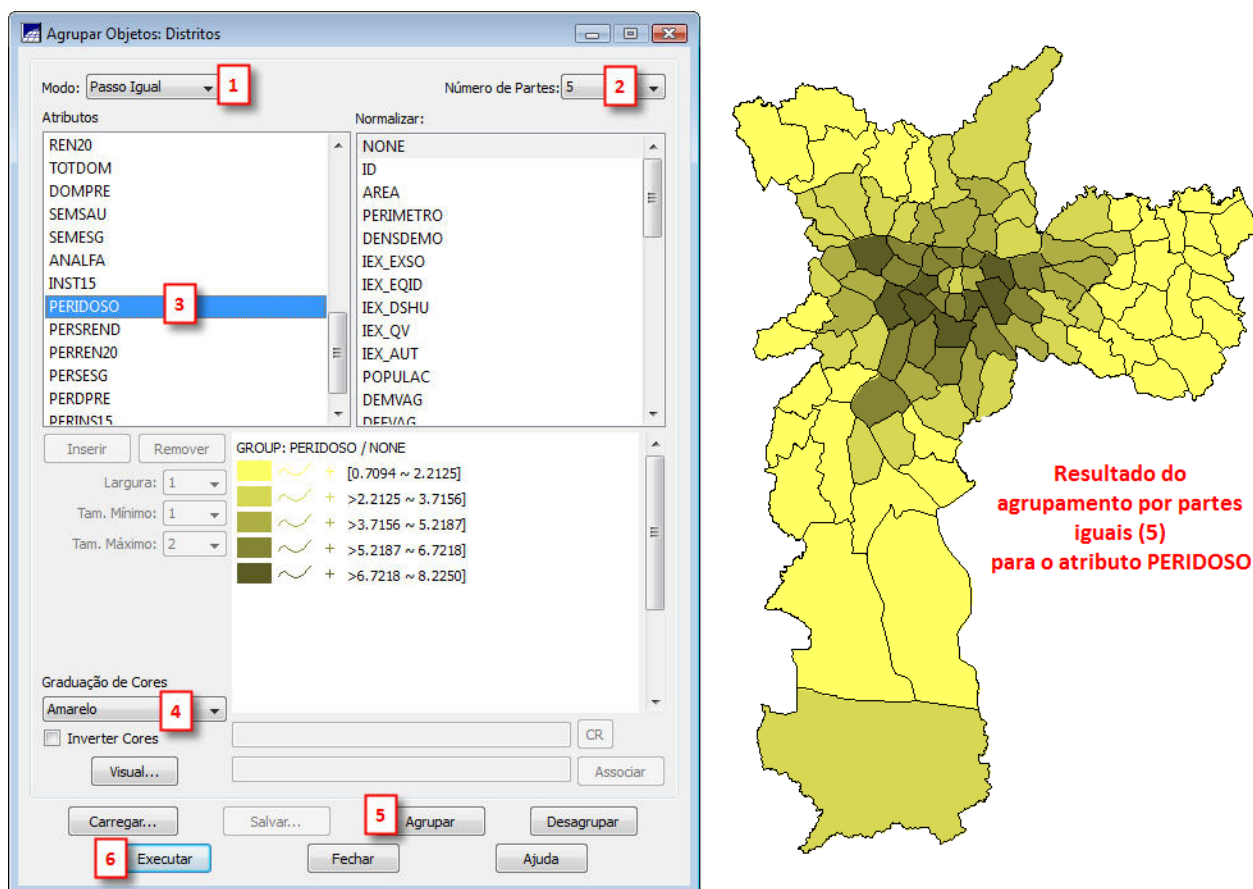 Agrupar Objetos: Distritos
Modo: Passo Igual 1
Número de Partes: 5 2
Atributos
REN20
TOTDOM
DOMPRE
SEMSAU
SEMESG
ANALFA
INST15
PERIDOSO 3
PERSREND
PERREN20
PERSESG
PERDPRE
PERINS15
Normalizar:
NONE
ID
AREA
PERIMETRO
DENSDEMO
IEX_EXSO
IEX_EQID
IEX_DSHU
IEX_QV
IEX_AUT
POPULAC
DEMVAG
DEFVAG
Inserir
Remover
Largura: 1
Tam. Mínimo: 1
Tam. Máximo: 2
GROUP: PERIDOSO / NONE
[0.7094 ~ 2.2125]
>2.2125 ~ 3.7156]
>3.7156 ~ 5.2187]
>5.2187 ~ 6.7218]
>6.7218 ~ 8.2250]
Graduação de Cores
Amarelo 4
Inverter Cores
CR
Visual...
Associar
Carregar...
Salvar...
5 Agrupar
Desagrupar
6 Executar
Fechar
Ajuda
Resultado do
agrupamento por partes
iguais (5)
para o atributo PERIDOSO